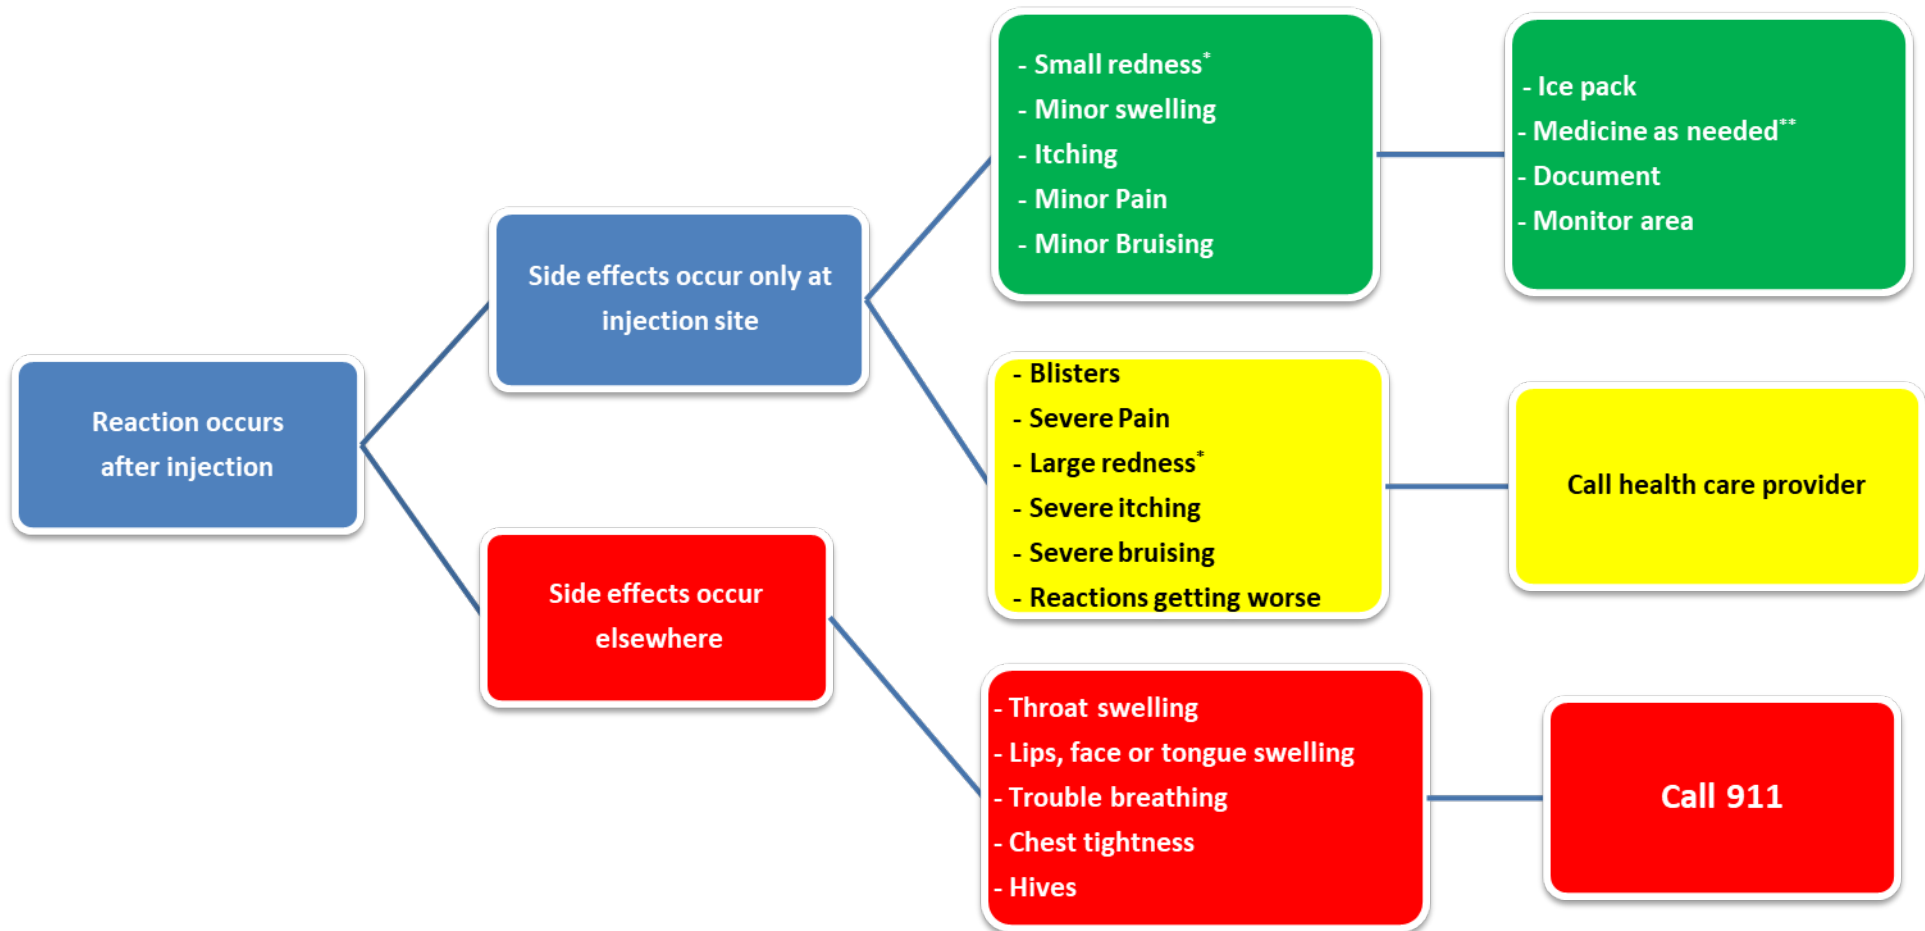 Reaction occurs
after injection
Side effects occur only at
injection site
Side effects occur
elsewhere
- Small redness*
- Minor swelling
- Itching
- Minor Pain
- Minor Bruising
- Ice pack
- Medicine as needed**
- Document
- Monitor area
- Blisters
- Severe Pain
- Large redness*
- Severe itching
- Severe bruising
- Reactions getting worse
Call health care provider
- Throat swelling
- Lips, face or tongue swelling
- Trouble breathing
- Chest tightness
- Hives
Call 911